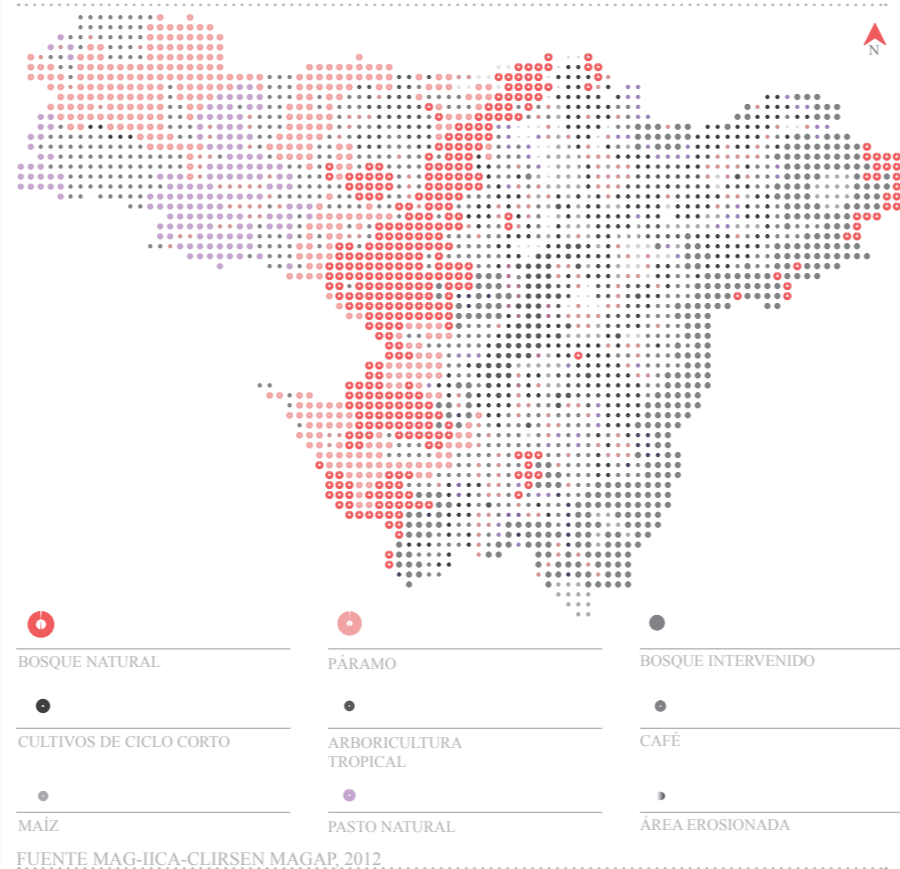 N
BOSQUE NATURAL
PÁRAMO
BOSQUE INTERVENIDO
CULTIVOS DE CICLO CORTO
ARBORICULTURA
TROPICAL
CAFÉ
MAÍZ
PASTO NATURAL
ÁREA EROSIONADA
FUENTE MAG-IICA-CLIRSEN MAGAP, 2012